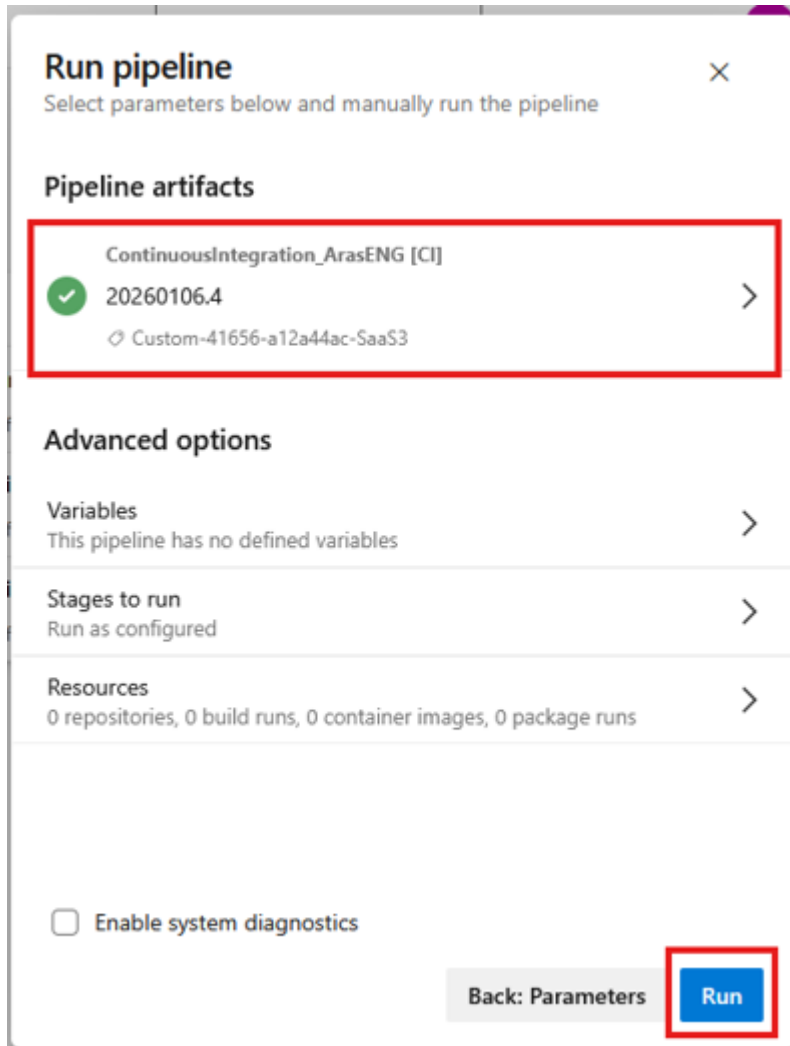 Run pipeline
Select parameters below and manually run the pipeline
Pipeline artifacts
ContinuousIntegration_ArasENG [CI]
20260106.4
Custom-41656-a12a44ac-SaaS3
Advanced options
Variables
This pipeline has no defined variables
Stages to run
Run as configured
Resources
0 repositories, 0 build runs, 0 container images, 0 package runs
Enable system diagnostics
Back: Parameters
Run